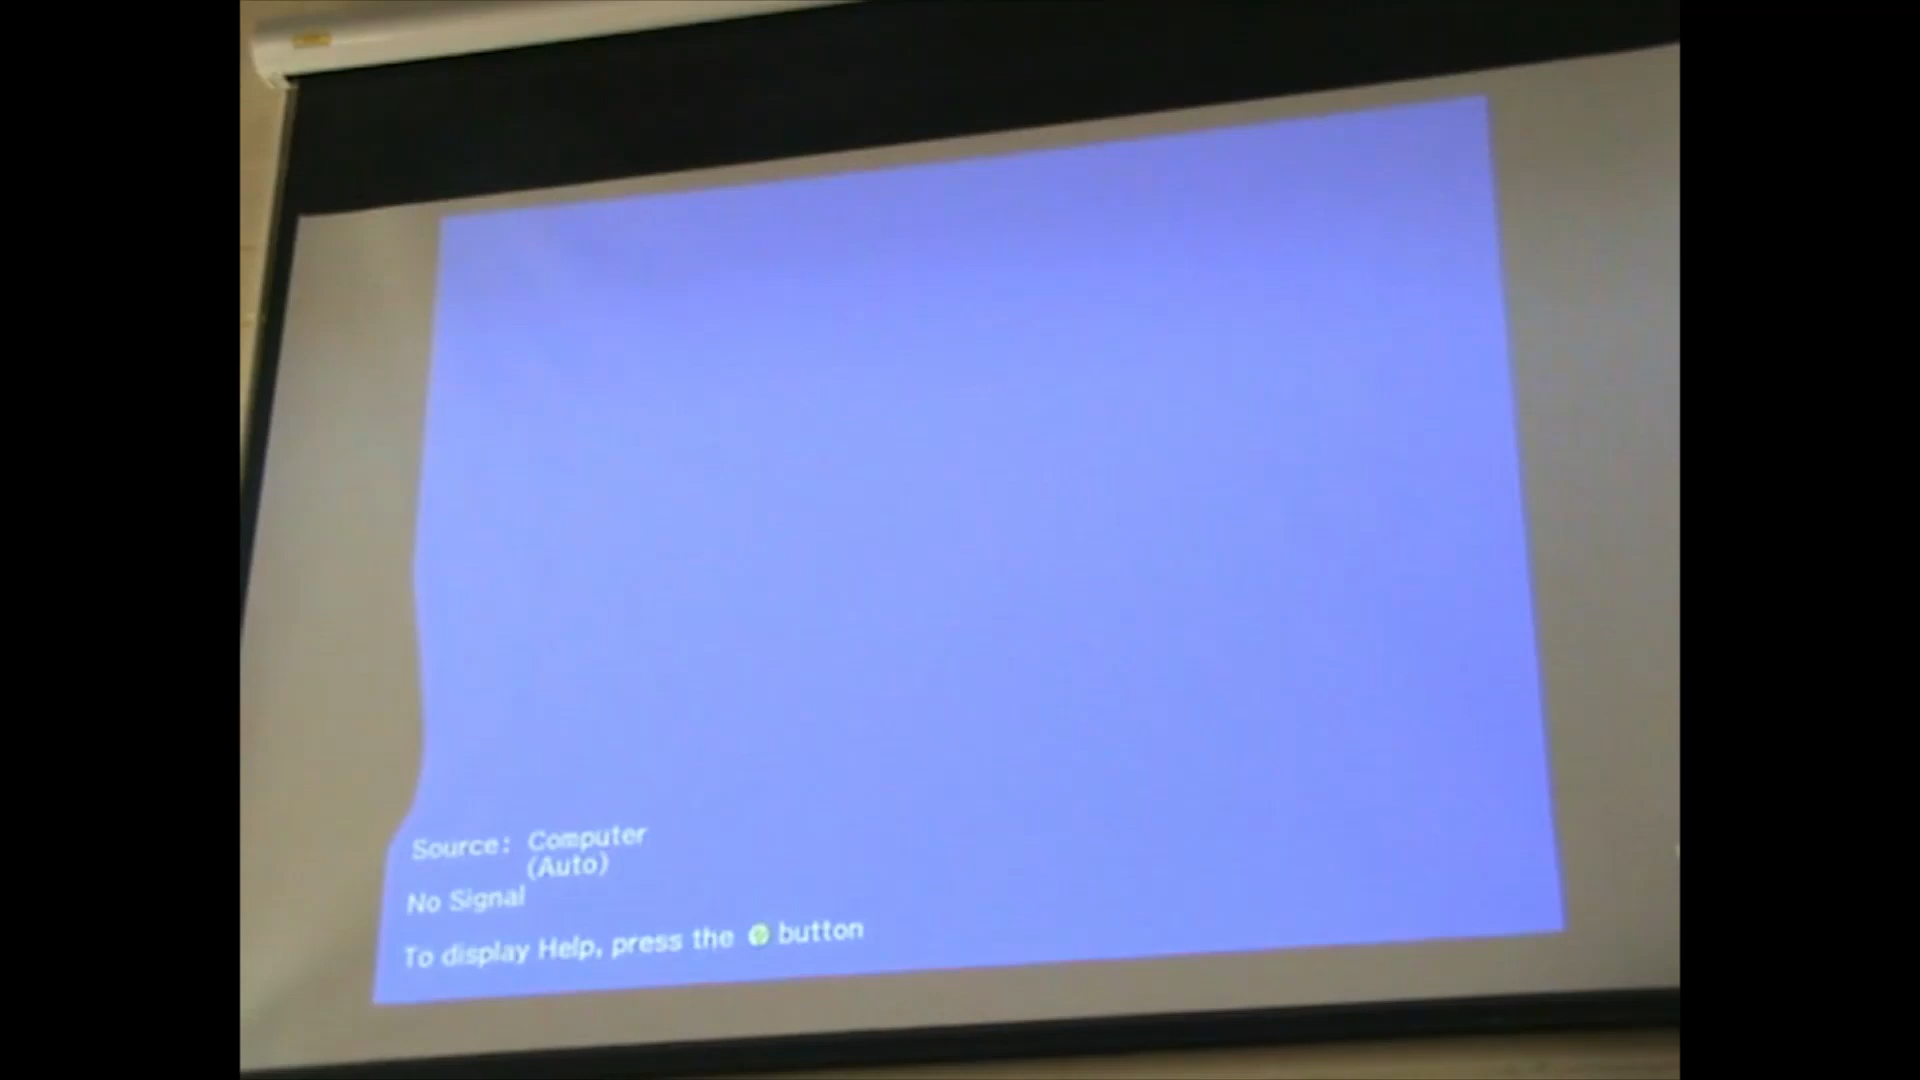 Source: Computer
(Auto)
No Signal
To display Help, press the button